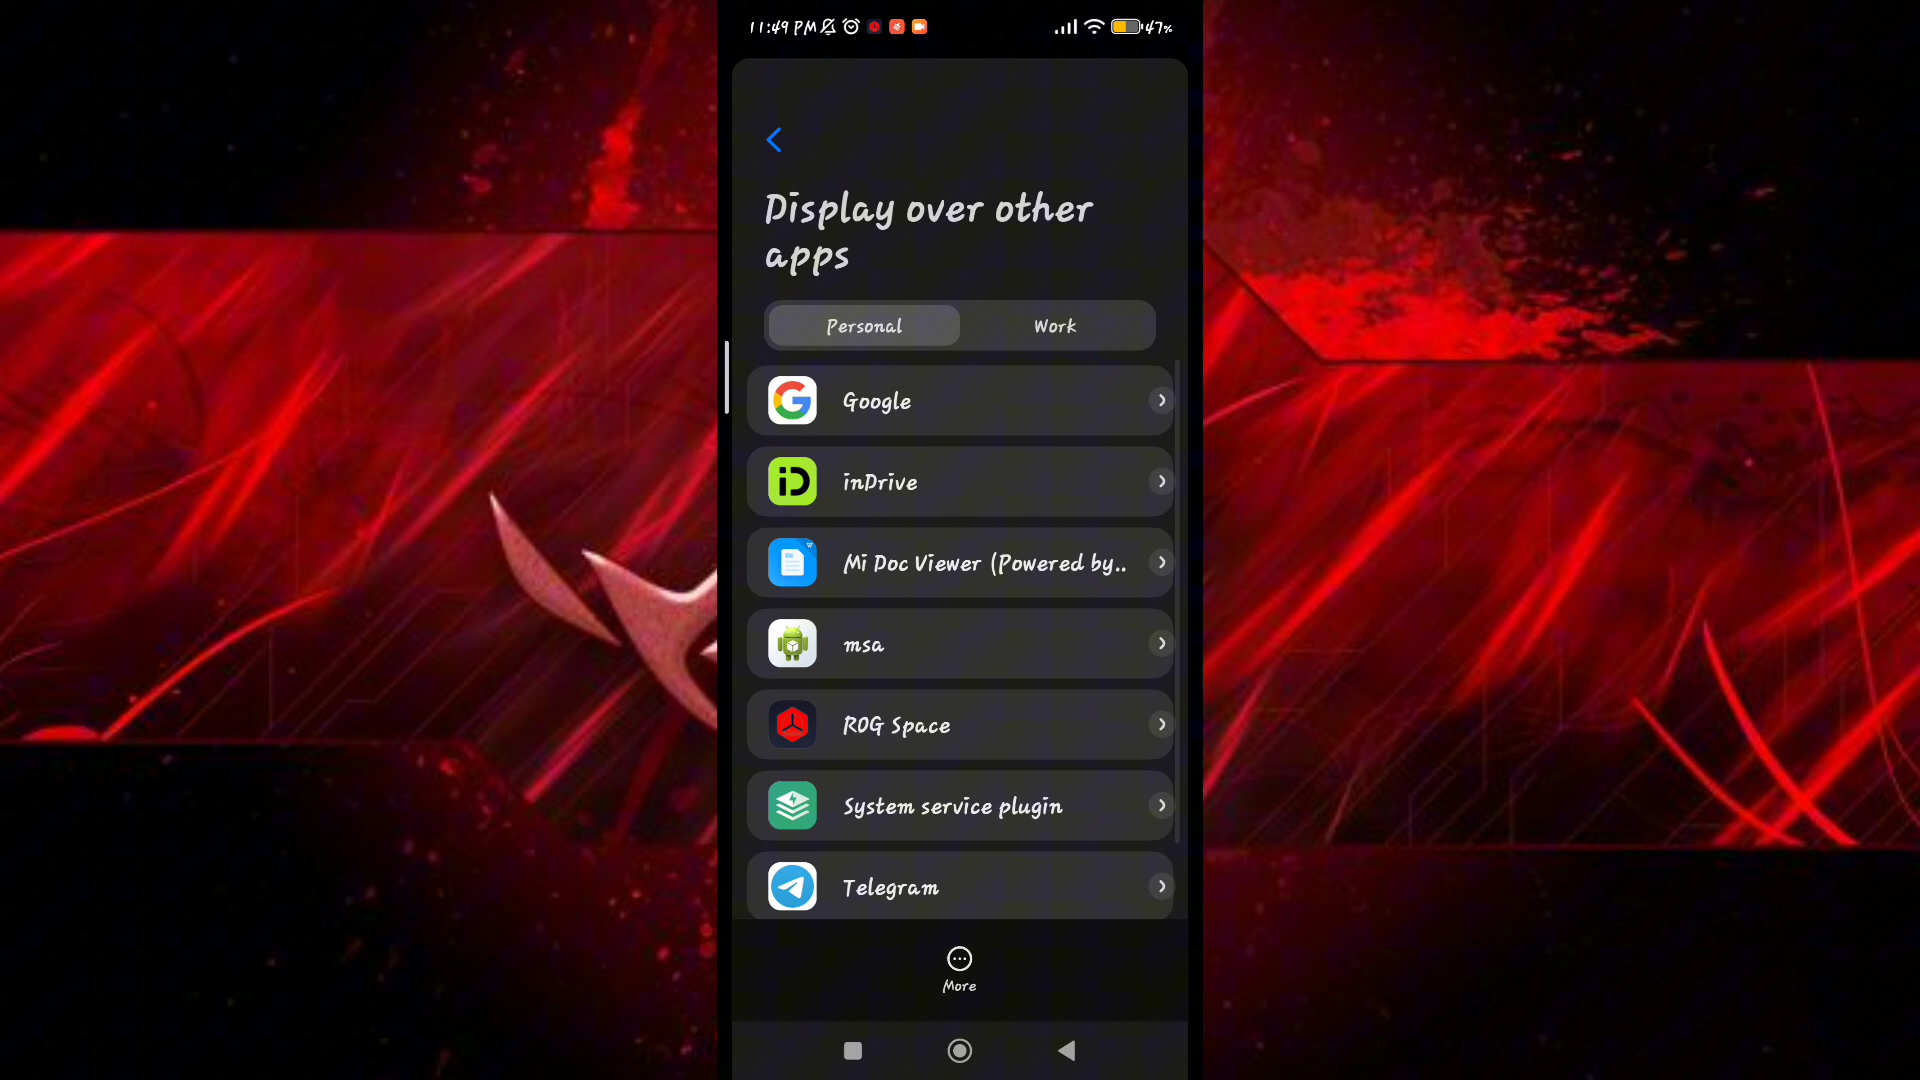 11:49 PM
47%
Display over other
apps
Personal
Work
Google
iD
inDrive
Mi Doc Viewer (Powered by..
msa
ROG Space
System service plugin
Telegram
More